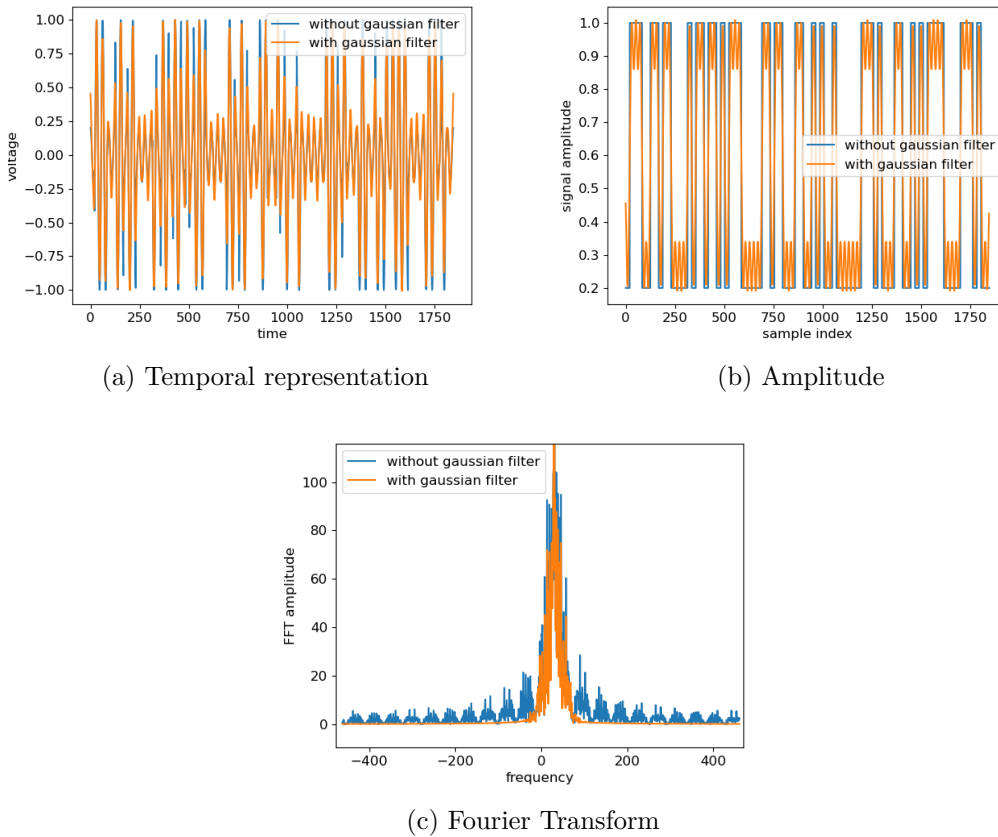 without gaussian filter
with gaussian filter
1.00
0.75
0.50
0.25
0.00
−0.25
−0.50
−0.75
−1.00
voltage
0 250 500 750 1000 1250 1500 1750
time
(a) Temporal representation
1.0
0.9
0.8
0.7
0.6
0.5
0.4
0.3
0.2
signal amplitude
without gaussian filter
with gaussian filter
0 250 500 750 1000 1250 1500 1750
sample index
(b) Amplitude
without gaussian filter
with gaussian filter
100
80
60
40
20
0
FFT amplitude
−400 −200 0 200 400
frequency
(c) Fourier Transform